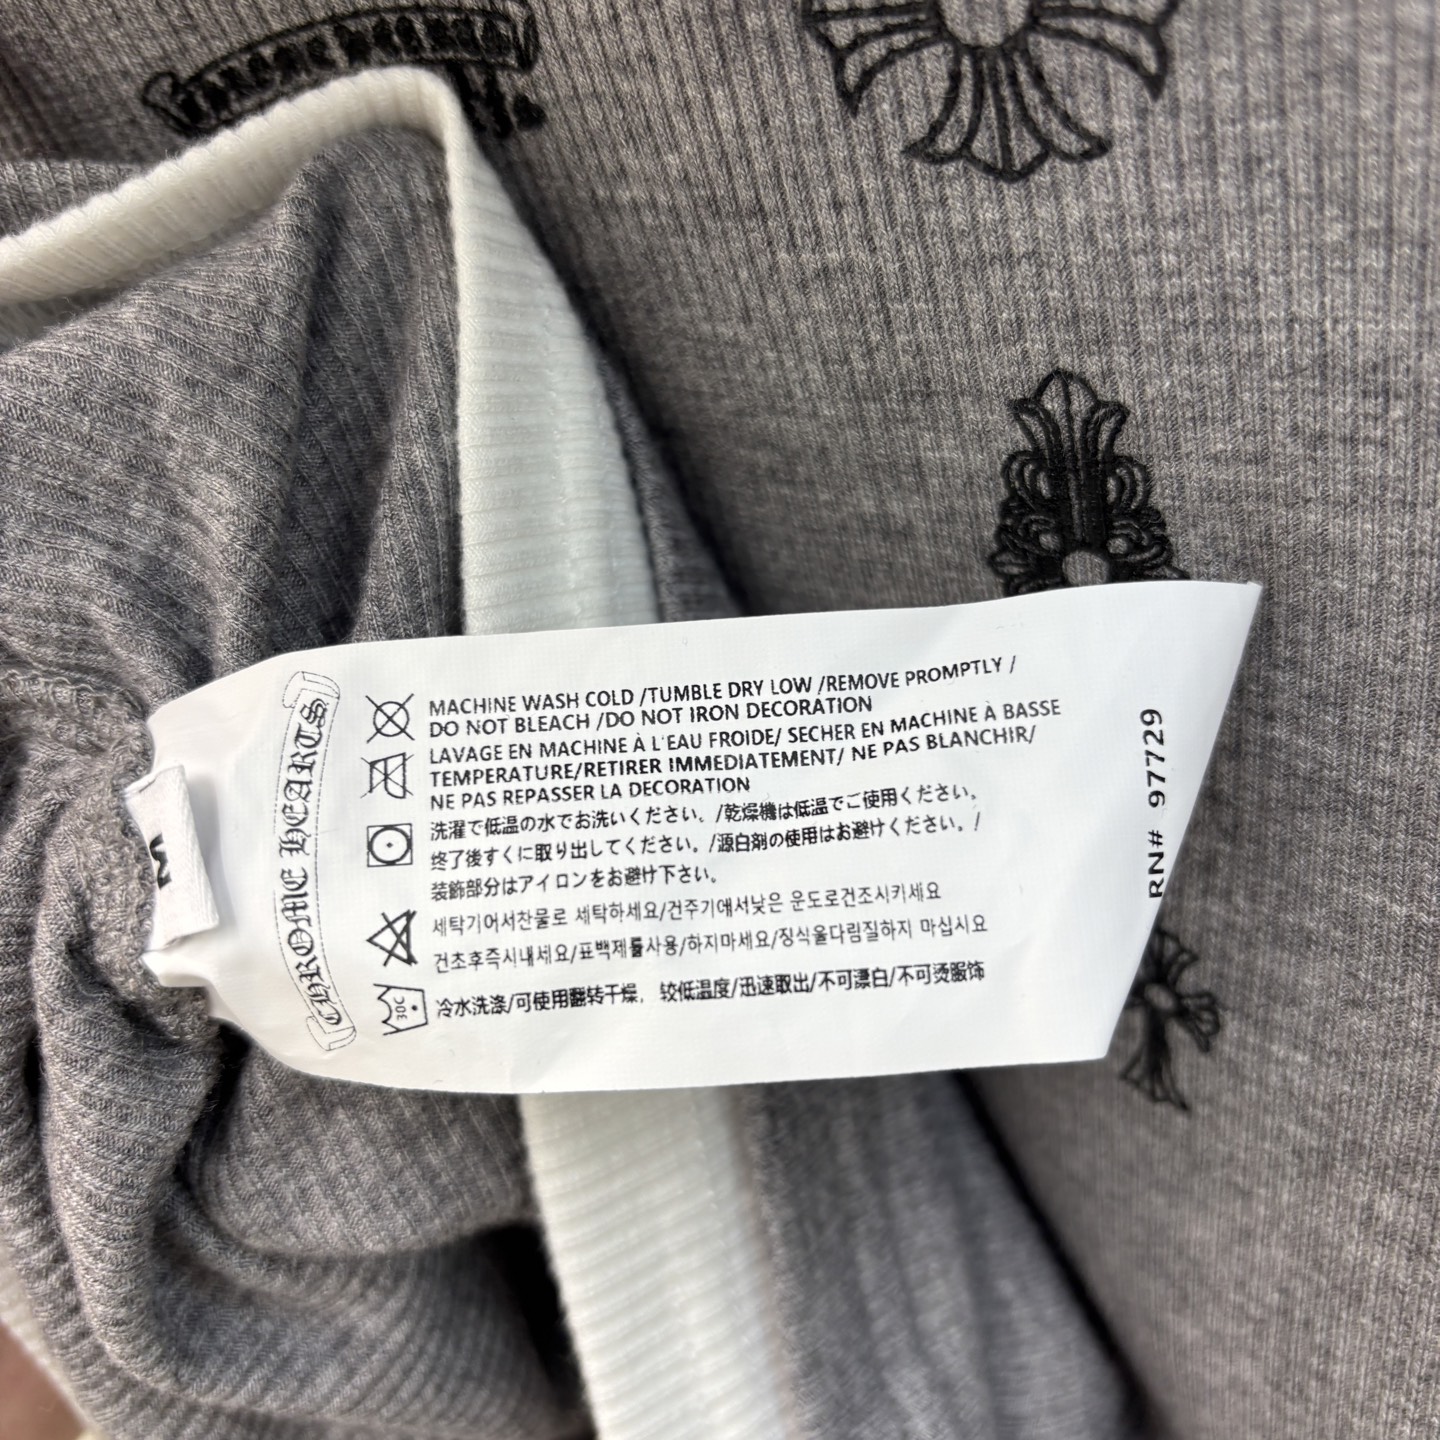 CHROME HEARTS
MACHINE WASH COLD /TUMBLE DRY LOW /REMOVE PROMPTLY /
DO NOT BLEACH /DO NOT IRON DECORATION
LAVAGE EN MACHINE À L'EAU FROIDE/ SECHER EN MACHINE À BASSE
TEMPERATURE/RETIRER IMMEDIATEMENT/ NE PAS BLANCHIR/
NE PAS REPASSER LA DECORATION
洗濯で低温の水でお洗いください。/乾燥機は低温でご使用ください。
终了後すぐに取り出してください。/源白剤の使用はお避けください。/
装飾部分はアイロンをお避け下さい。
세탁기어서찬물로 세탁하세요/건주기애서낮은 운도로건조시키세요
건초후즉시내세요/표백제를사용/하지마세요/징식울다림질하지 마십시요
冷水洗涤/可使用翻转干燥，较低温度/迅速取出/不可漂白/不可烫服饰
30C
RN# 97729
M